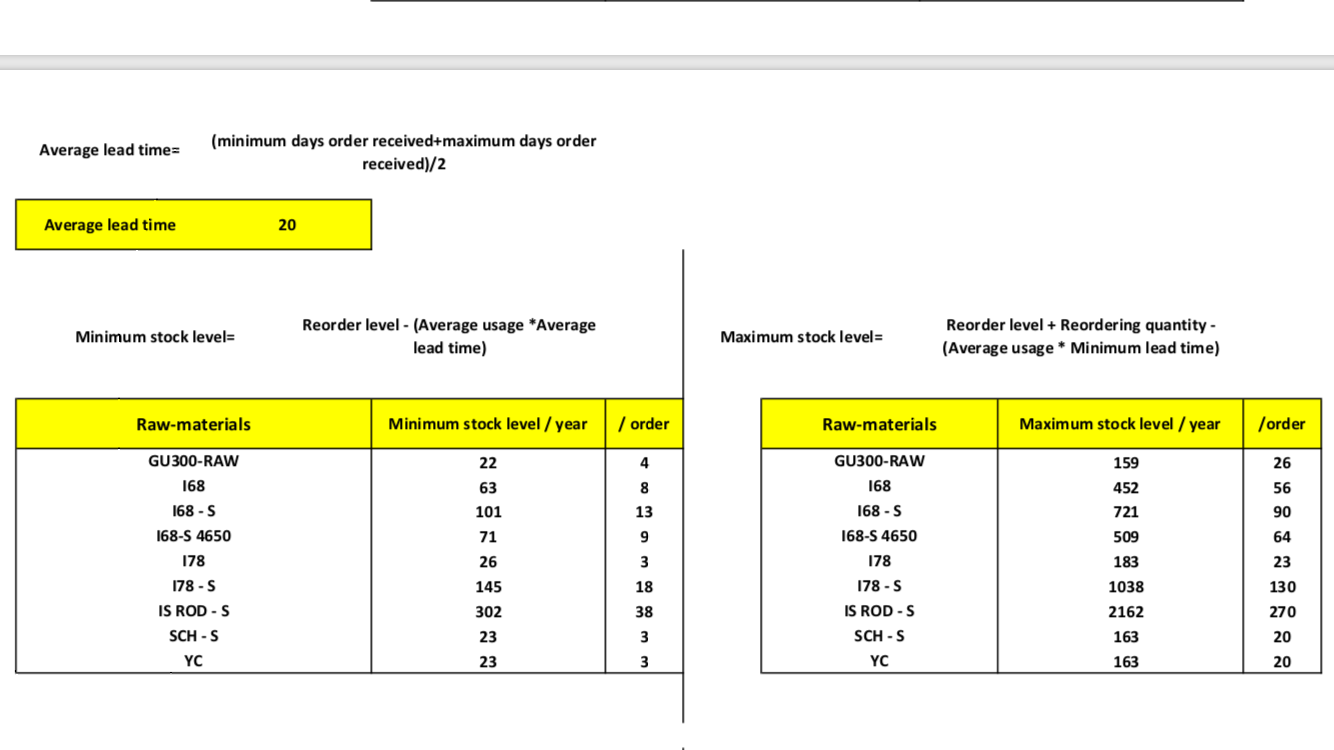 Average lead time=
(minimum days order received+maximum days order
received)/2
Average lead time 20
Minimum stock level=
Reorder level - (Average usage *Average
lead time)
Maximum stock level=
Reorder level + Reordering quantity -
(Average usage * Minimum lead time)
Raw-materials Minimum stock level / year / order
GU300-RAW 22 4
I68 63 8
I68 - S 101 13
I68-S 4650 71 9
I78 26 3
I78 - S 145 18
IS ROD - S 302 38
SCH - S 23 3
YC 23 3
Raw-materials Maximum stock level / year /order
GU300-RAW 159 26
I68 452 56
I68 - S 721 90
I68-S 4650 509 64
I78 183 23
I78 - S 1038 130
IS ROD - S 2162 270
SCH - S 163 20
YC 163 20